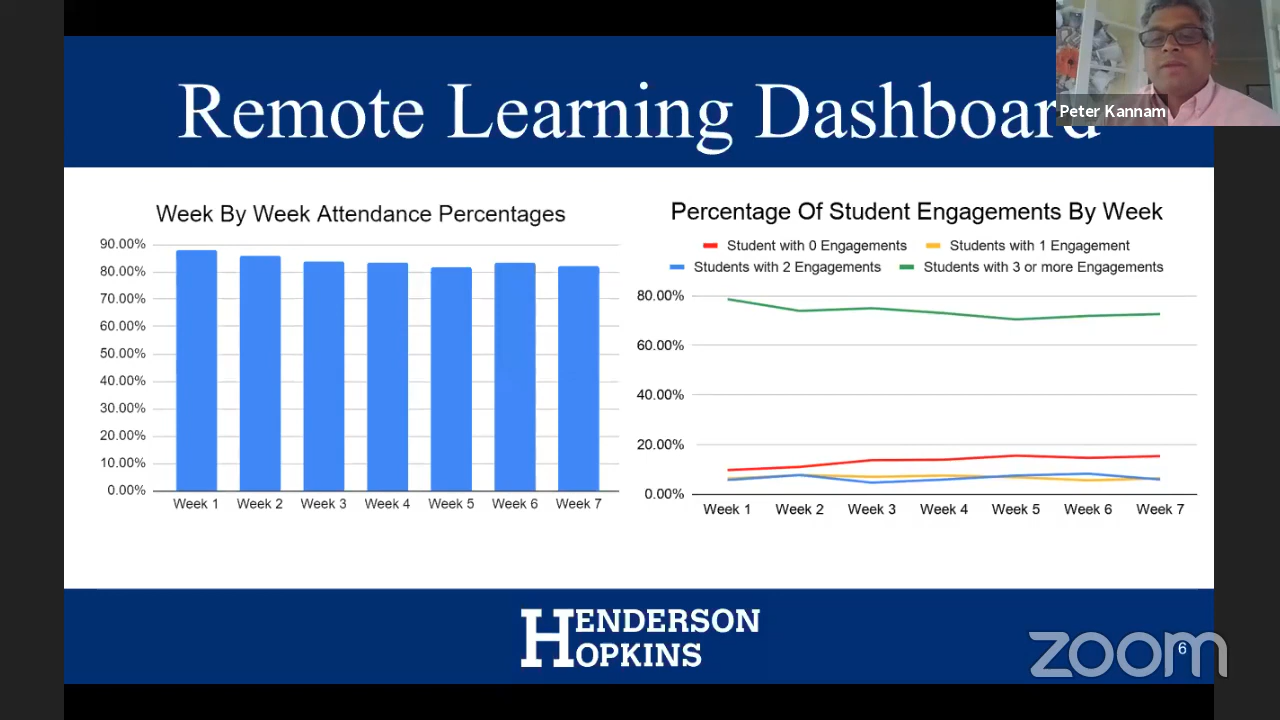 Remote Learning Dashboard
Peter Kannam
Week By Week Attendance Percentages
90.00%
80.00%
70.00%
60.00%
50.00%
40.00%
30.00%
20.00%
10.00%
0.00%
Week 1 Week 2 Week 3 Week 4 Week 5 Week 6 Week 7
Percentage Of Student Engagements By Week
Student with 0 Engagements Students with 1 Engagement
Students with 2 Engagements Students with 3 or more Engagements
80.00%
60.00%
40.00%
20.00%
0.00%
Week 1 Week 2 Week 3 Week 4 Week 5 Week 6 Week 7
HENDERSON
HOPKINS
zoom
6